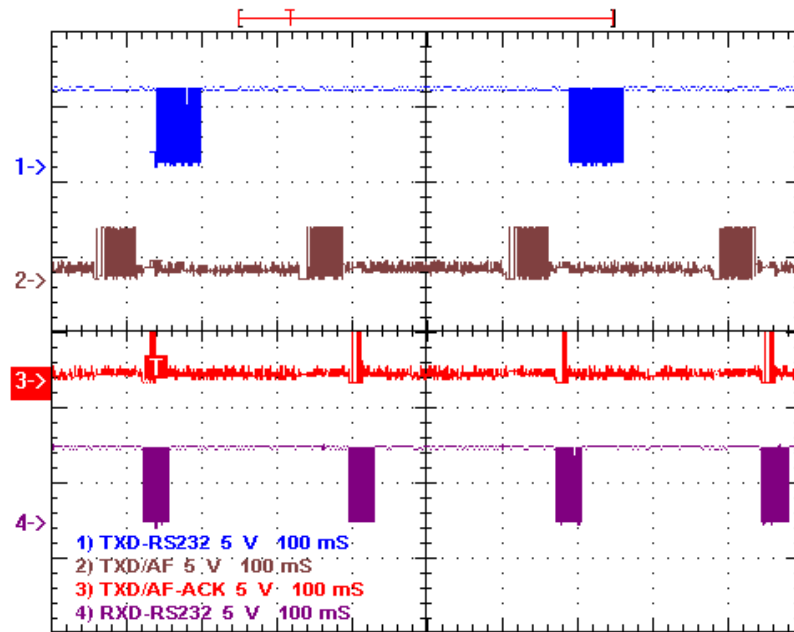 T
1->
2->
T
3->
4->
1) TXD-RS232 5 V 100 mS
2) TXD/AF 5 V 100 mS
3) TXD/AF-ACK 5 V 100 mS
4) RXD-RS232 5 V 100 mS